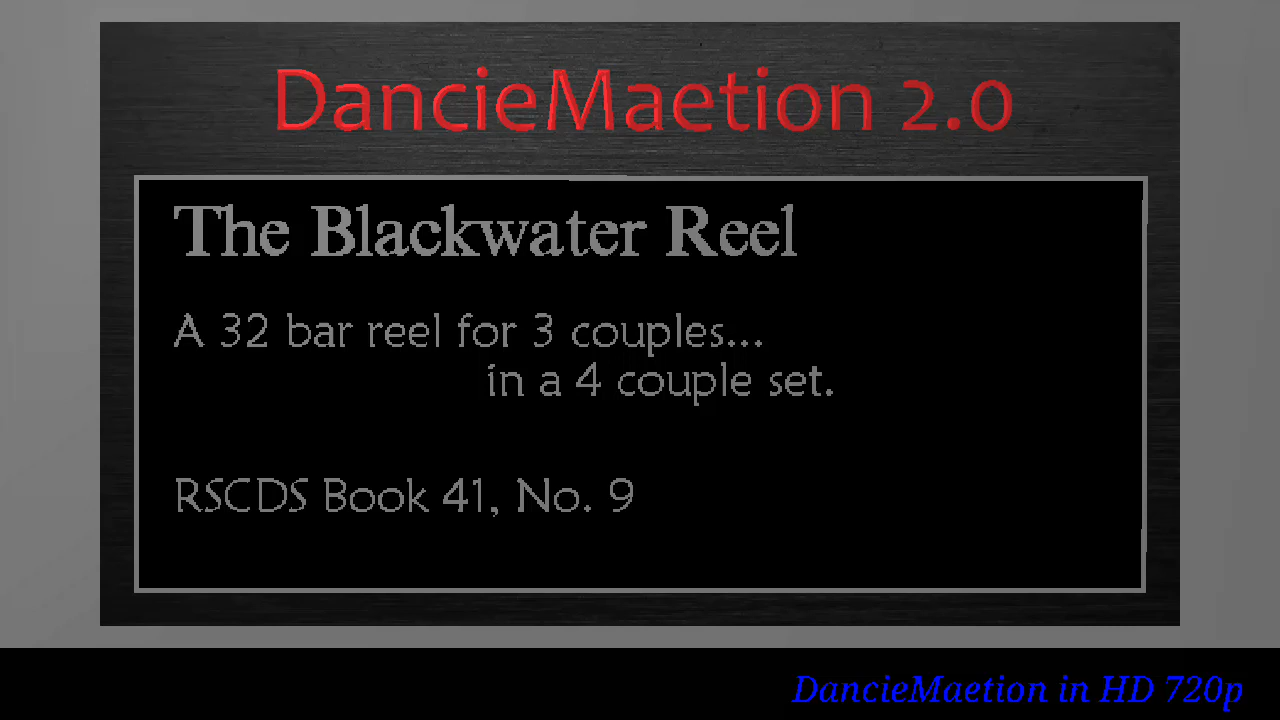 DancieMaetion 2.0
The Blackwater Reel
A 32 bar reel for 3 couples...
in a 4 couple set.
RSCDS Book 41, No. 9
DancieMaetion in HD 720p